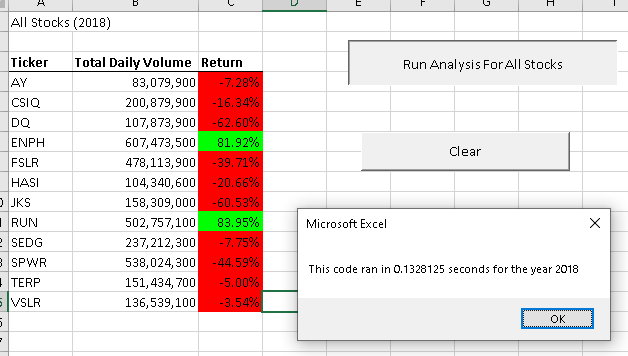 A B C D E F G H I
All Stocks (2018)
Ticker Total Daily Volume Return
AY 83,079,900 -7.28%
CSIQ 200,879,900 -16.34%
DQ 107,873,900 -62.60%
ENPH 607,473,500 81.92%
FSLR 478,113,900 -39.71%
HASI 104,340,600 -20.66%
JKS 158,309,000 -60.53%
RUN 502,757,100 83.95%
SEDG 237,212,300 -7.75%
SPWR 538,024,300 -44.59%
TERP 151,434,700 -5.00%
VSLR 136,539,100 -3.54%
Run Analysis For All Stocks
Clear
Microsoft Excel
This code ran in 0.1328125 seconds for the year 2018
OK